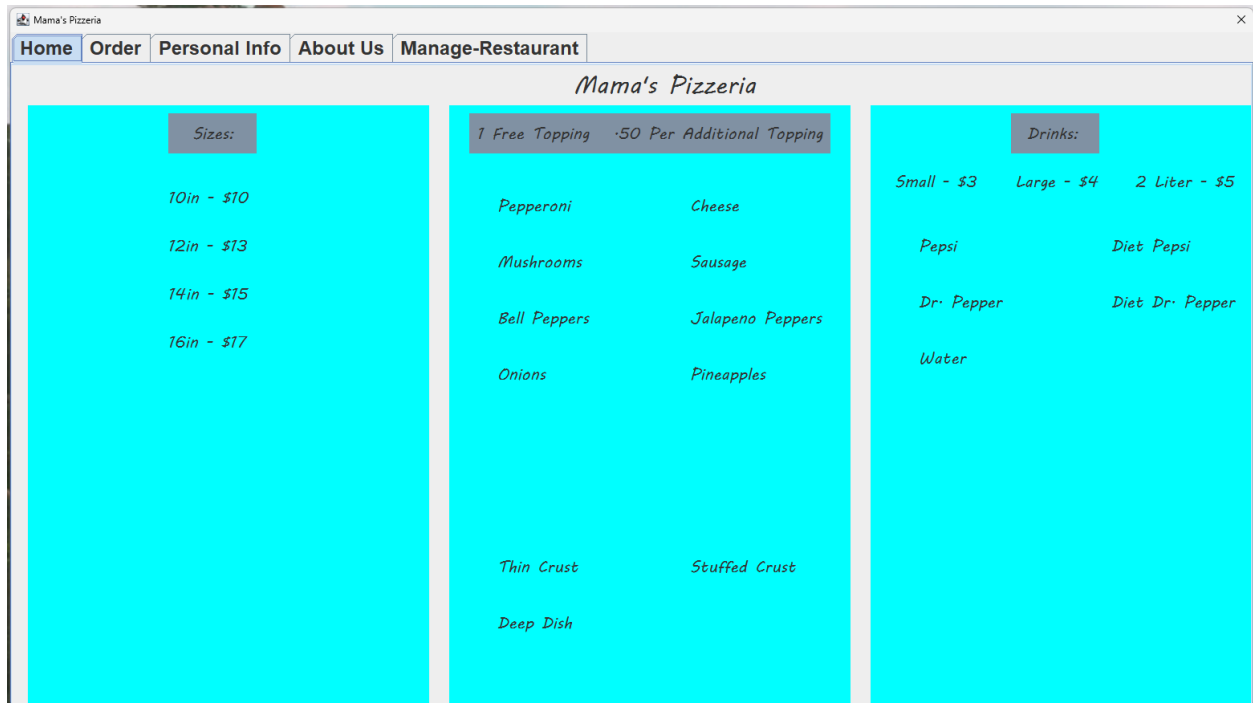 Mama's Pizzeria
Home Order Personal Info About Us Manage-Restaurant
Mama's Pizzeria
Sizes:
10in - $10
12in - $13
14in - $15
16in - $17
1 Free Topping .50 Per Additional Topping
Pepperoni Cheese
Mushrooms Sausage
Bell Peppers Jalapeno Peppers
Onions Pineapples
Thin Crust Stuffed Crust
Deep Dish
Drinks:
Small - $3 Large - $4 2 Liter - $5
Pepsi Diet Pepsi
Dr. Pepper Diet Dr. Pepper
Water